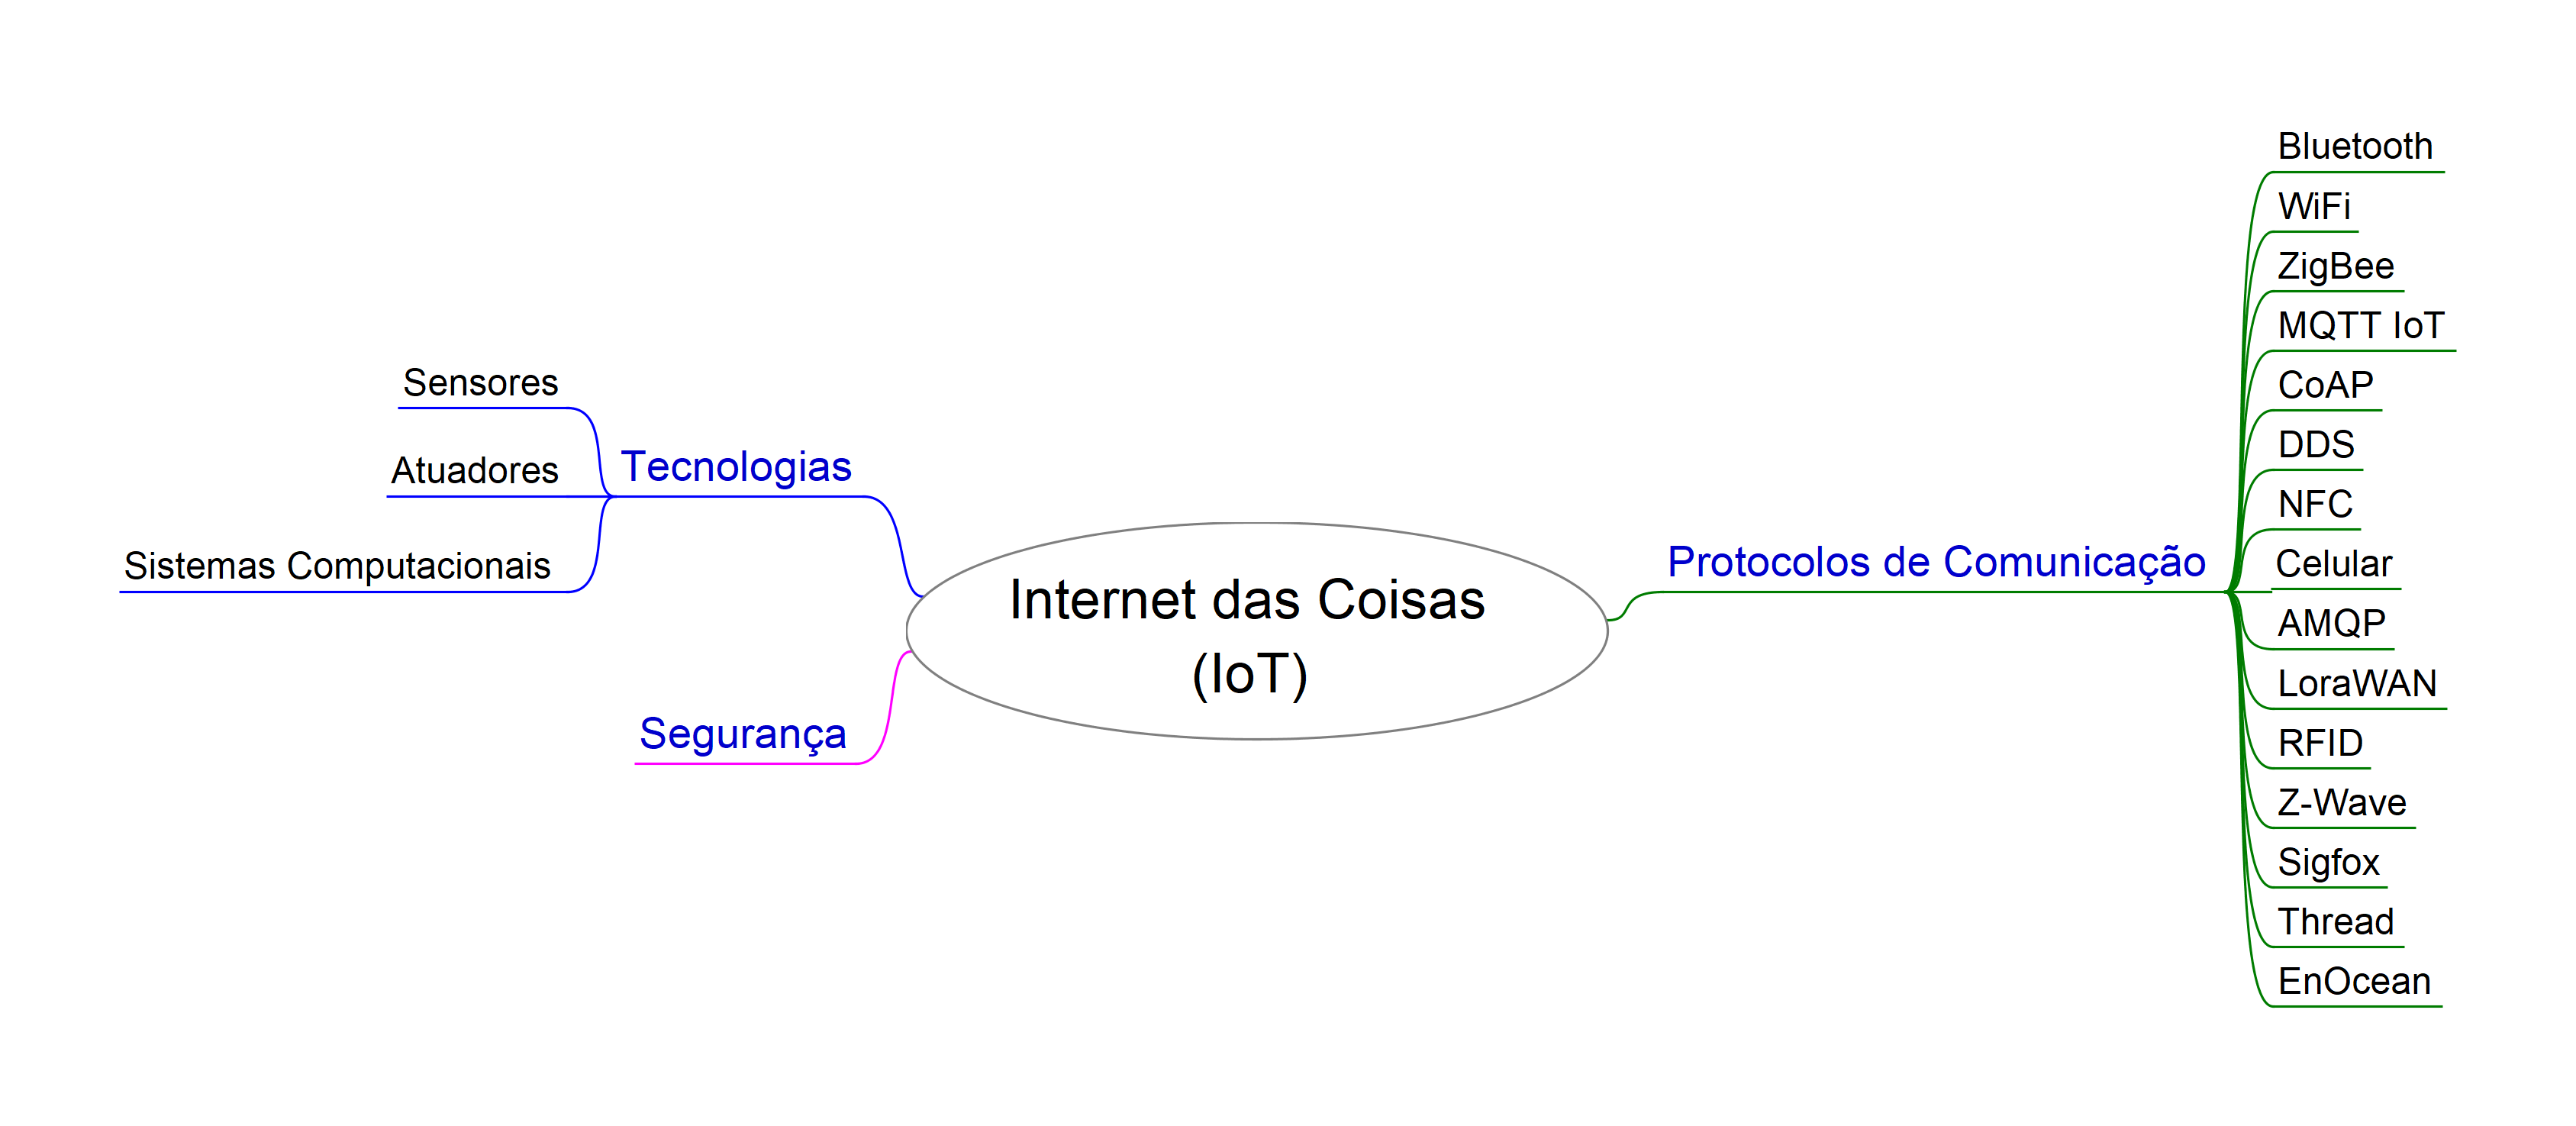 Internet das Coisas
(IoT)
Tecnologias
Sensores
Atuadores
Sistemas Computacionais
Segurança
Protocolos de Comunicação
Bluetooth
WiFi
ZigBee
MQTT IoT
CoAP
DDS
NFC
Celular
AMQP
LoraWAN
RFID
Z-Wave
Sigfox
Thread
EnOcean